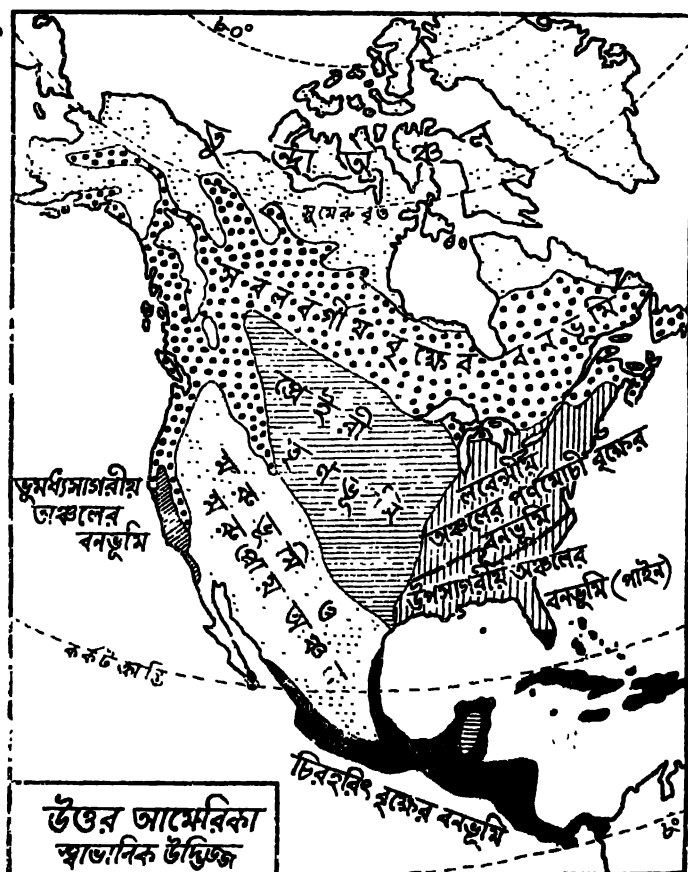 ৮০°
তুন্দ্রা অঞ্চল
সুমেরু বৃত্ত
সরলবর্গীয় বৃক্ষের বনভূমি
প্রেইরী
তৃণভূমি
ভূমধ্যসাগরীয়
অঞ্চলের
বনভূমি
মরুভূমি ও
মরুপ্রায় অঞ্চল
লরেন্সীয়
অঞ্চলের পর্ণমোচী বৃক্ষের
বনভূমি
উপসাগরীয় অঞ্চলের
বনভূমি (পাইন)
কর্কটক্রান্তি
চিরহরিৎ বৃক্ষের বনভূমি
উত্তর আমেরিকা
স্বাভাবিক উদ্ভিজ্জ